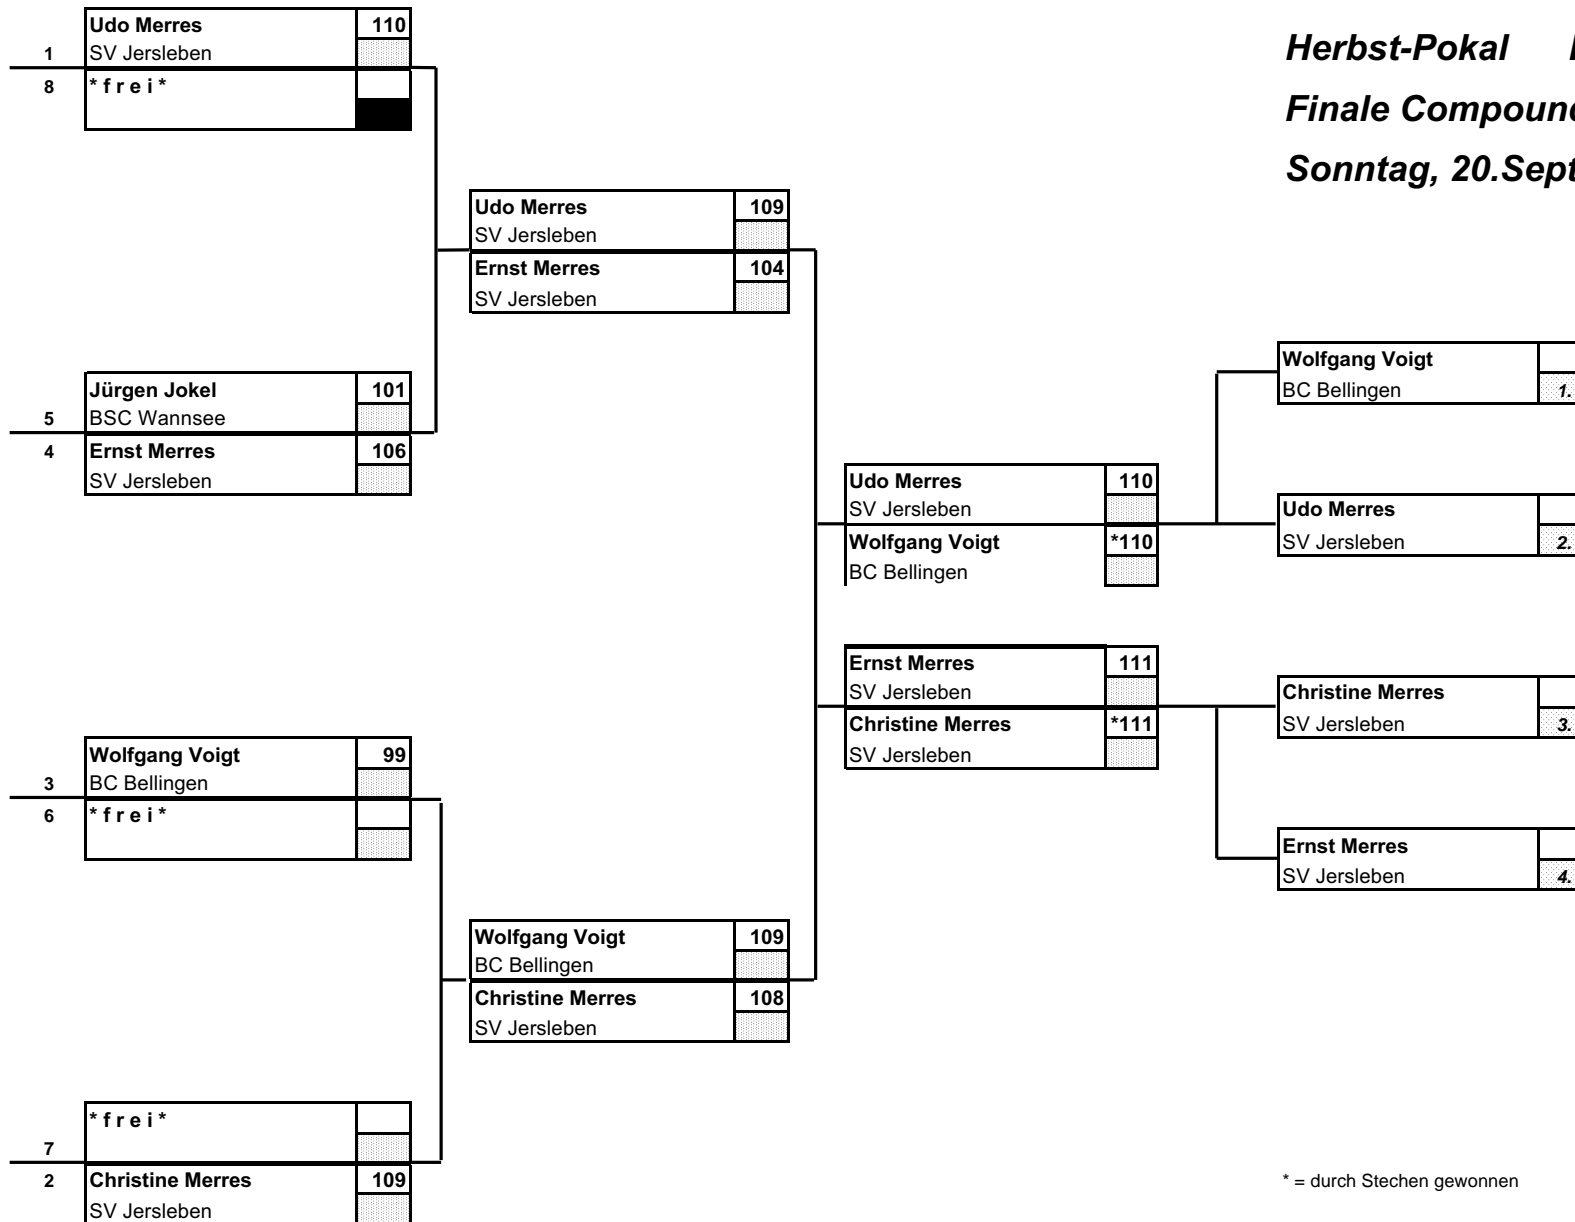 Herbst-Pokal
Finale
Sonntag,
Udo Merres 110
1 SV Jersleben
8 * f r e i *
Jürgen Jokel 101
5 BSC Wannsee
4 Ernst Merres 106
SV Jersleben
Wolfgang Voigt 99
3 BC Bellingen
6 * f r e i *
* f r e i *
7
2 Christine Merres 109
SV Jersleben
Udo Merres 109
SV Jersleben
Ernst Merres 104
SV Jersleben
Wolfgang Voigt 109
BC Bellingen
Christine Merres 108
SV Jersleben
Udo Merres 110
SV Jersleben
Wolfgang Voigt *110
BC Bellingen
Ernst Merres 111
SV Jersleben
Christine Merres *111
SV Jersleben
Wolfgang Voigt
BC Bellingen 1.
Udo Merres
SV Jersleben 2.
Christine Merres
SV Jersleben 3.
Ernst Merres
SV Jersleben 4.
* = durch Stechen gewonnen